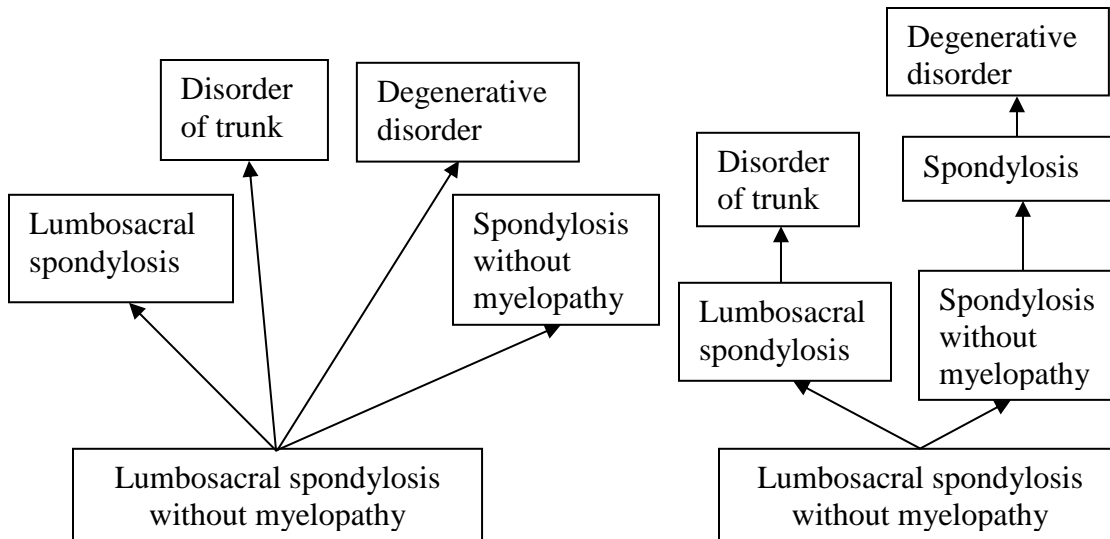 Disorder
of trunk
Degenerative
disorder
Lumbosacral
spondylosis
Spondylosis
without
myelopathy
Lumbosacral spondylosis
without myelopathy
Degenerative
disorder
Spondylosis
Disorder
of trunk
Lumbosacral
spondylosis
Spondylosis
without
myelopathy
Lumbosacral spondylosis
without myelopathy